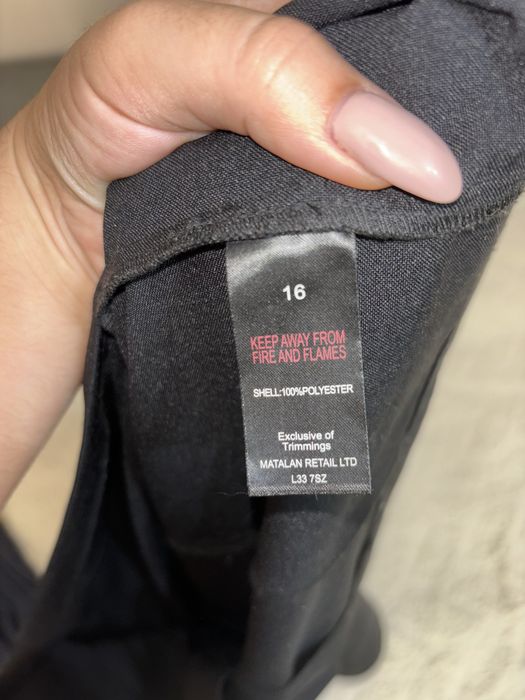 16
KEEP AWAY FROM
FIRE AND FLAMES
SHELL:100%POLYESTER
Exclusive of
Trimmings
MATALAN RETAIL LTD
L33 7SZ